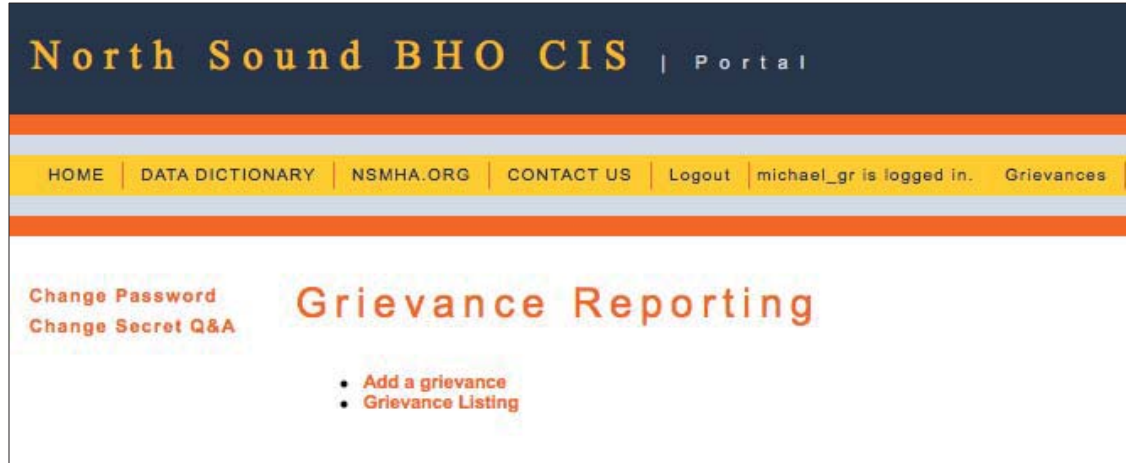 North Sound BHO CIS | Portal
HOME | DATA DICTIONARY | NSMHA.ORG | CONTACT US | Logout | michael_gr is logged in. Grievances |
Change Password
Change Secret Q&A
Grievance Reporting
• Add a grievance
• Grievance Listing